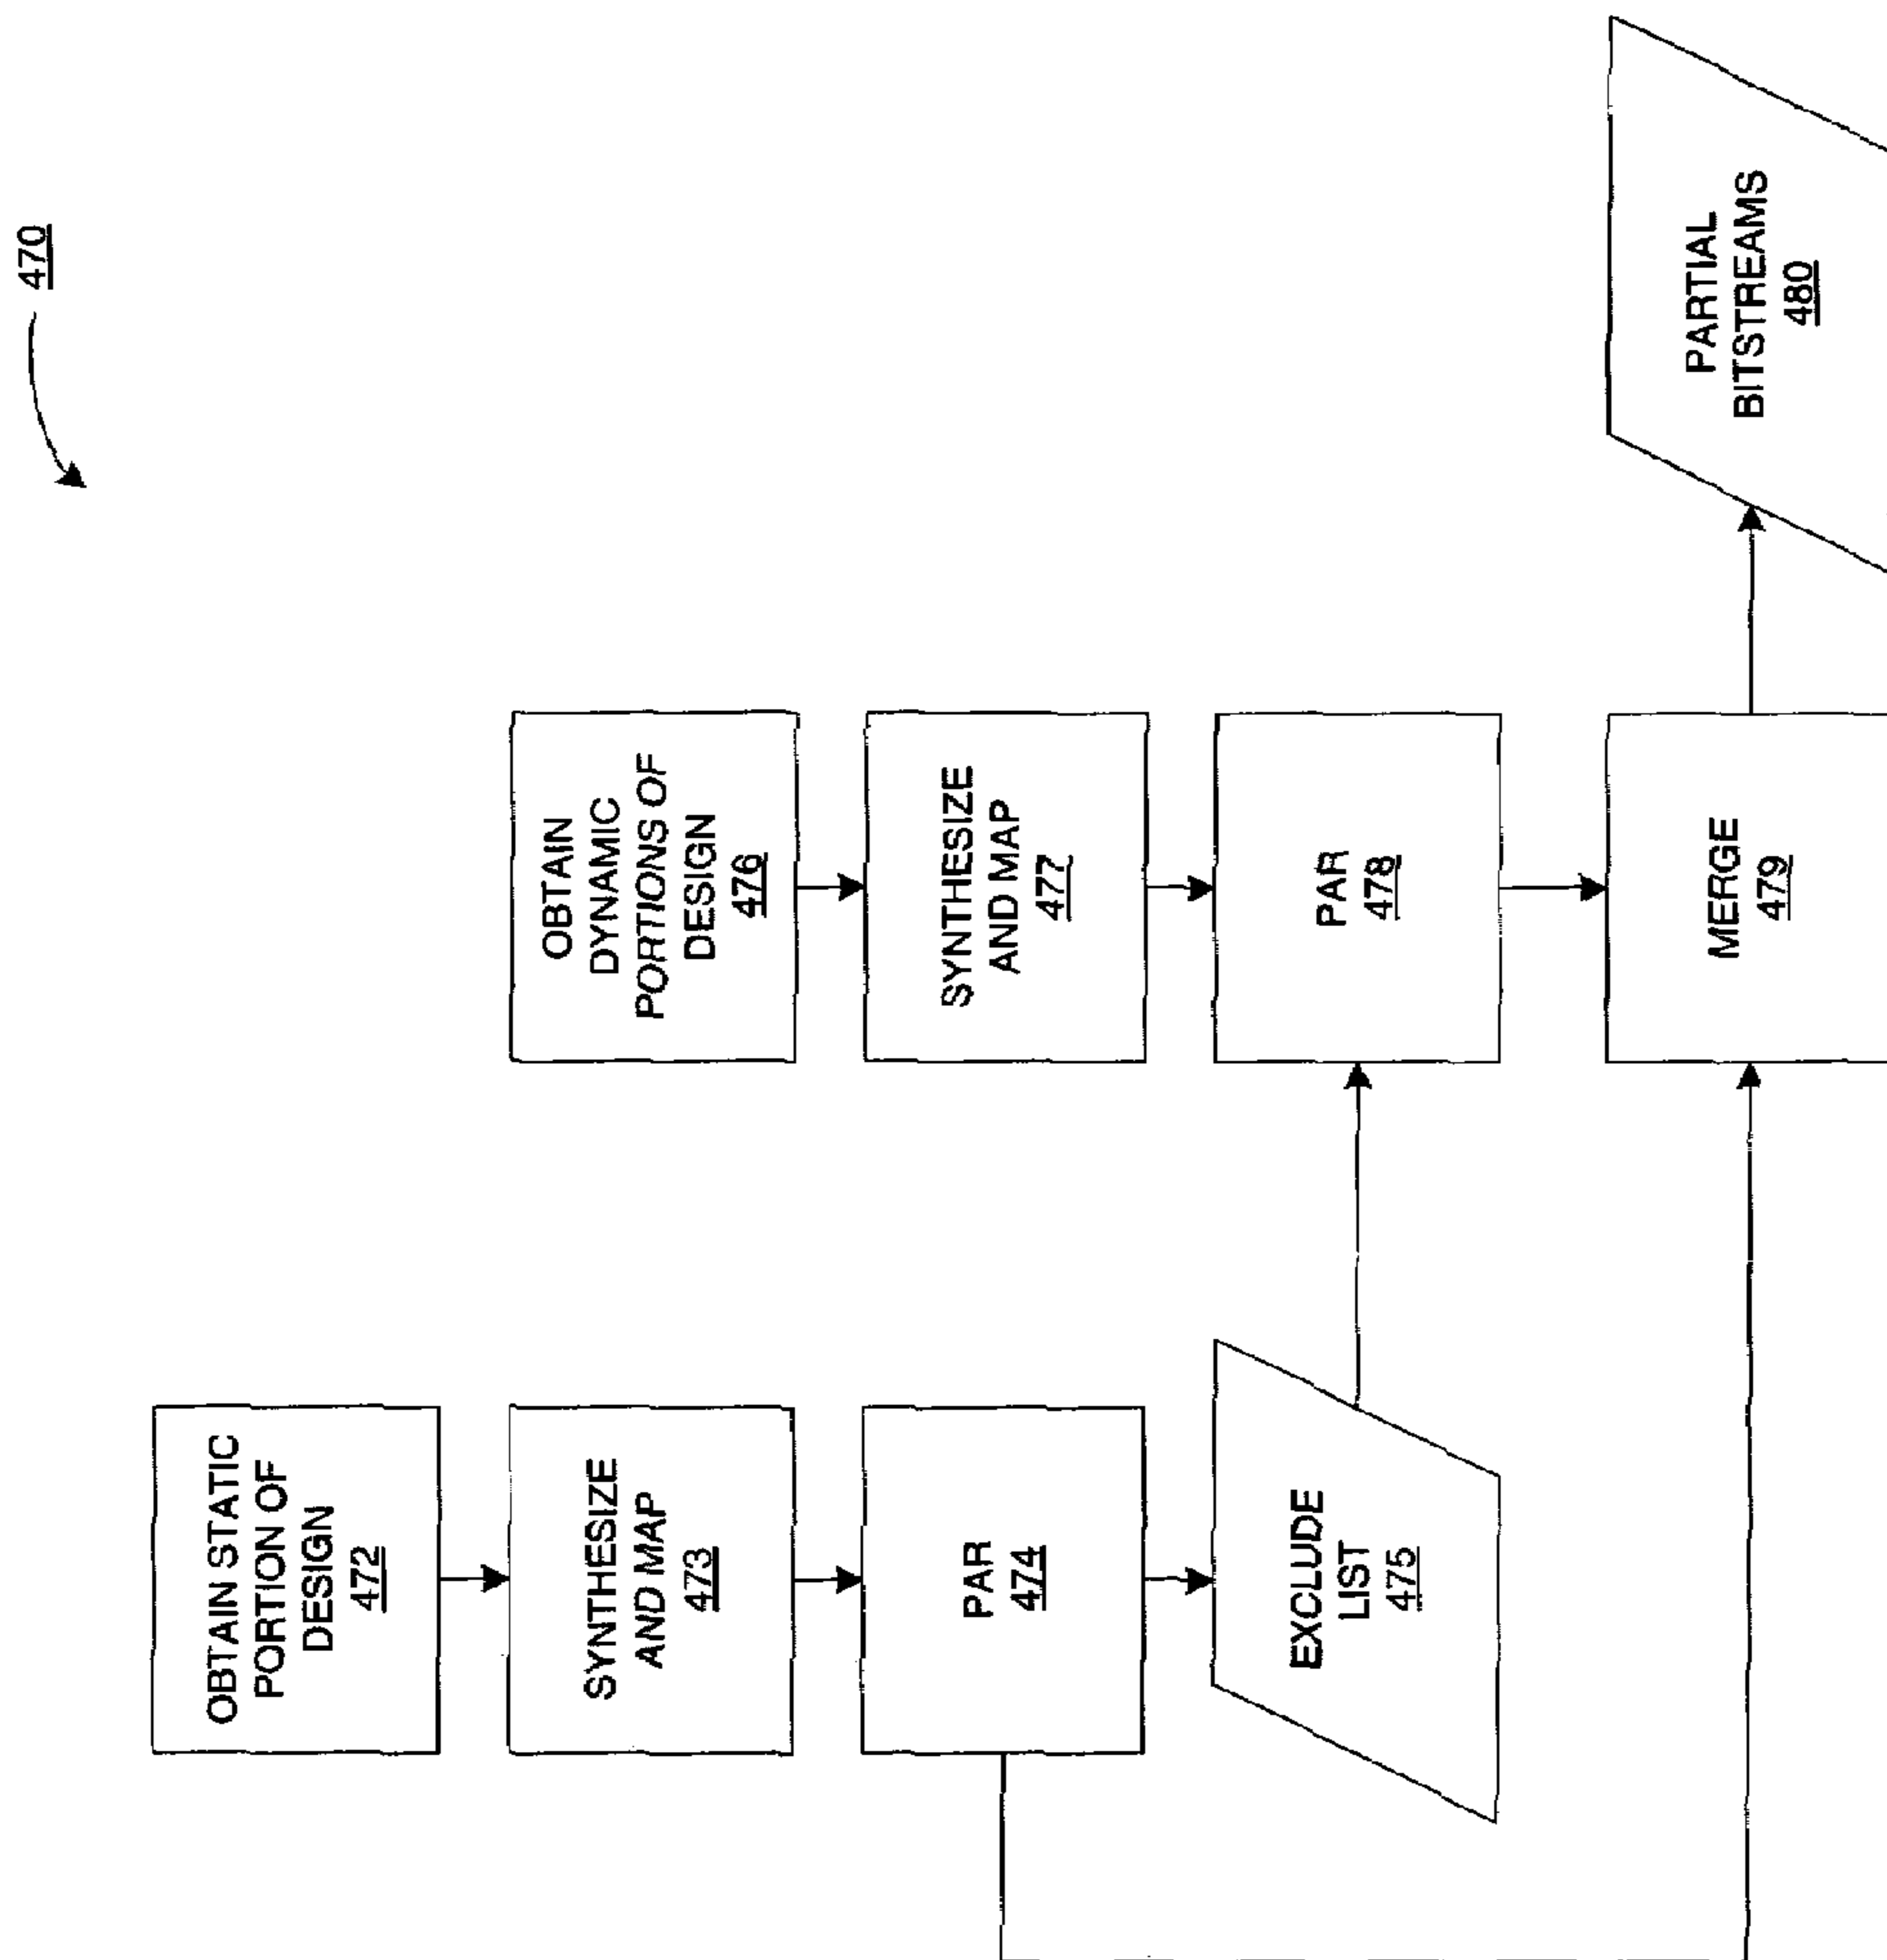 470
OBTAIN STATIC
PORTION OF
DESIGN
472
SYNTHESIZE
AND MAP
473
PAR
474
EXCLUDE
LIST
475
OBTAIN
DYNAMIC
PORTIONS OF
DESIGN
476
SYNTHESIZE
AND MAP
477
PAR
478
MERGE
479
PARTIAL
BITSTREAMS
480